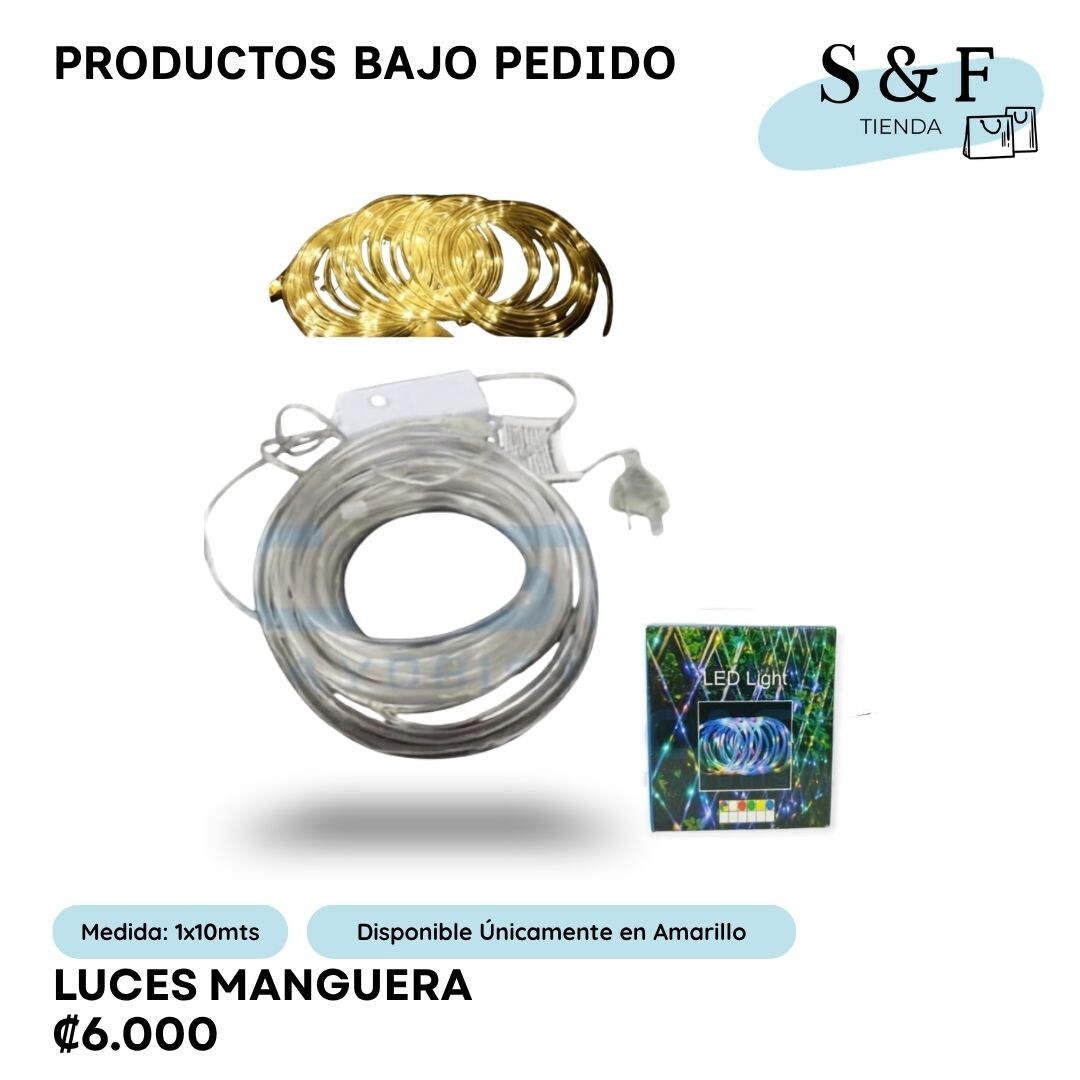 PRODUCTOS BAJO PEDIDO
S & F
TIENDA
LED Light
Medida: 1x10mts
Disponible Únicamente en Amarillo
LUCES MANGUERA
₡6.000